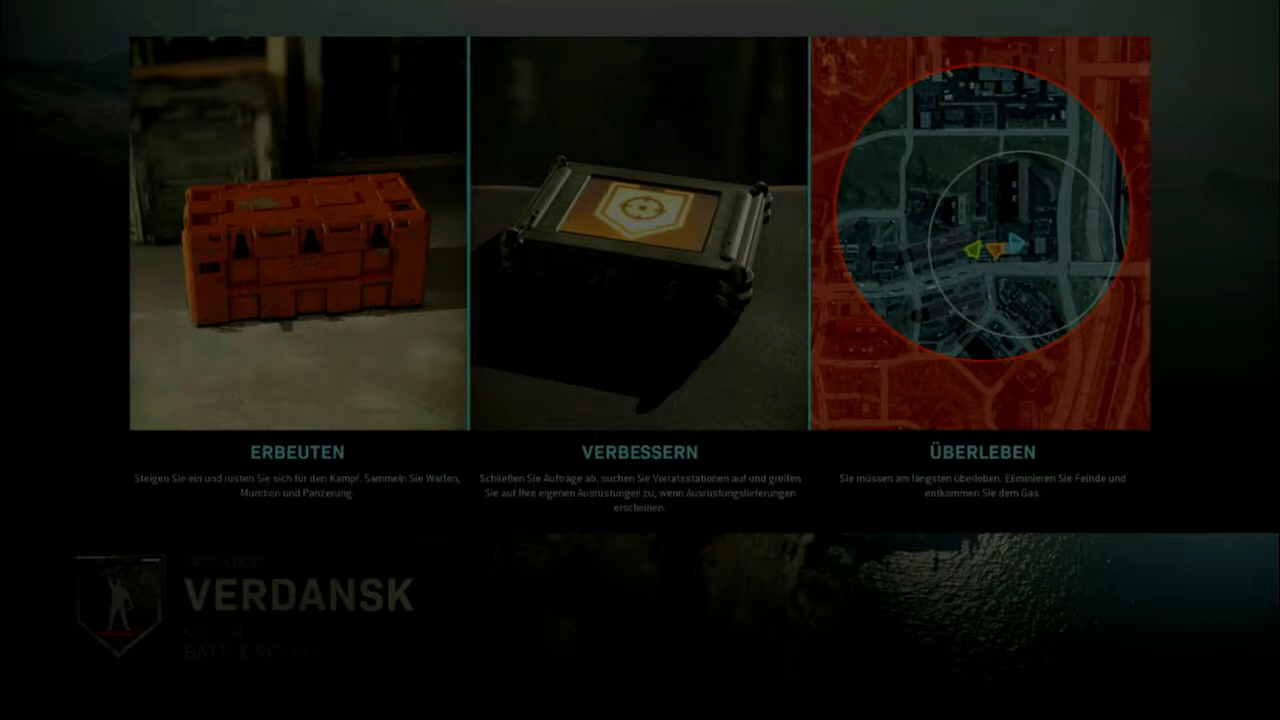 ERBEUTEN
Steigen Sie ein und rüsten Sie sich für den Kampf. Sammeln Sie Waffen,
Munition und Panzerung.
VERBESSERN
Schließen Sie Aufträge ab, suchen Sie Vorratsstationen auf und greifen
Sie auf Ihre eigenen Ausrüstungen zu, wenn Ausrüstungslieferungen
erscheinen.
ÜBERLEBEN
Sie müssen am längsten überleben. Eliminieren Sie Feinde und
entkommen Sie dem Gas.
VERDANSK
BATTLE ROYALE